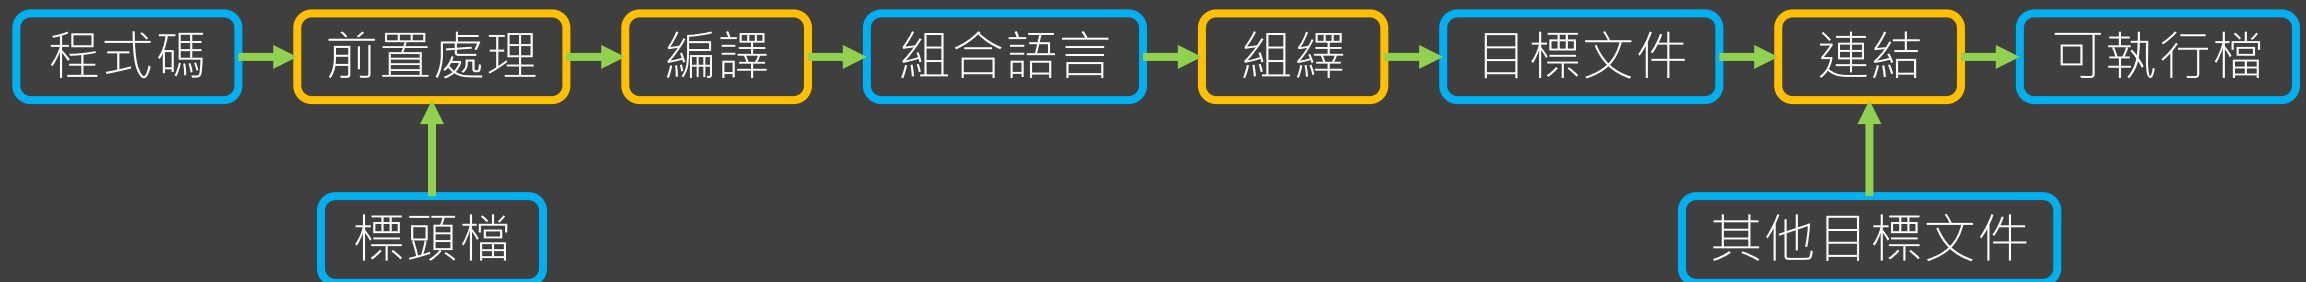 程式碼
前置處理
編譯
組合語言
組繹
目標文件
連結
可執行檔
標頭檔
其他目標文件